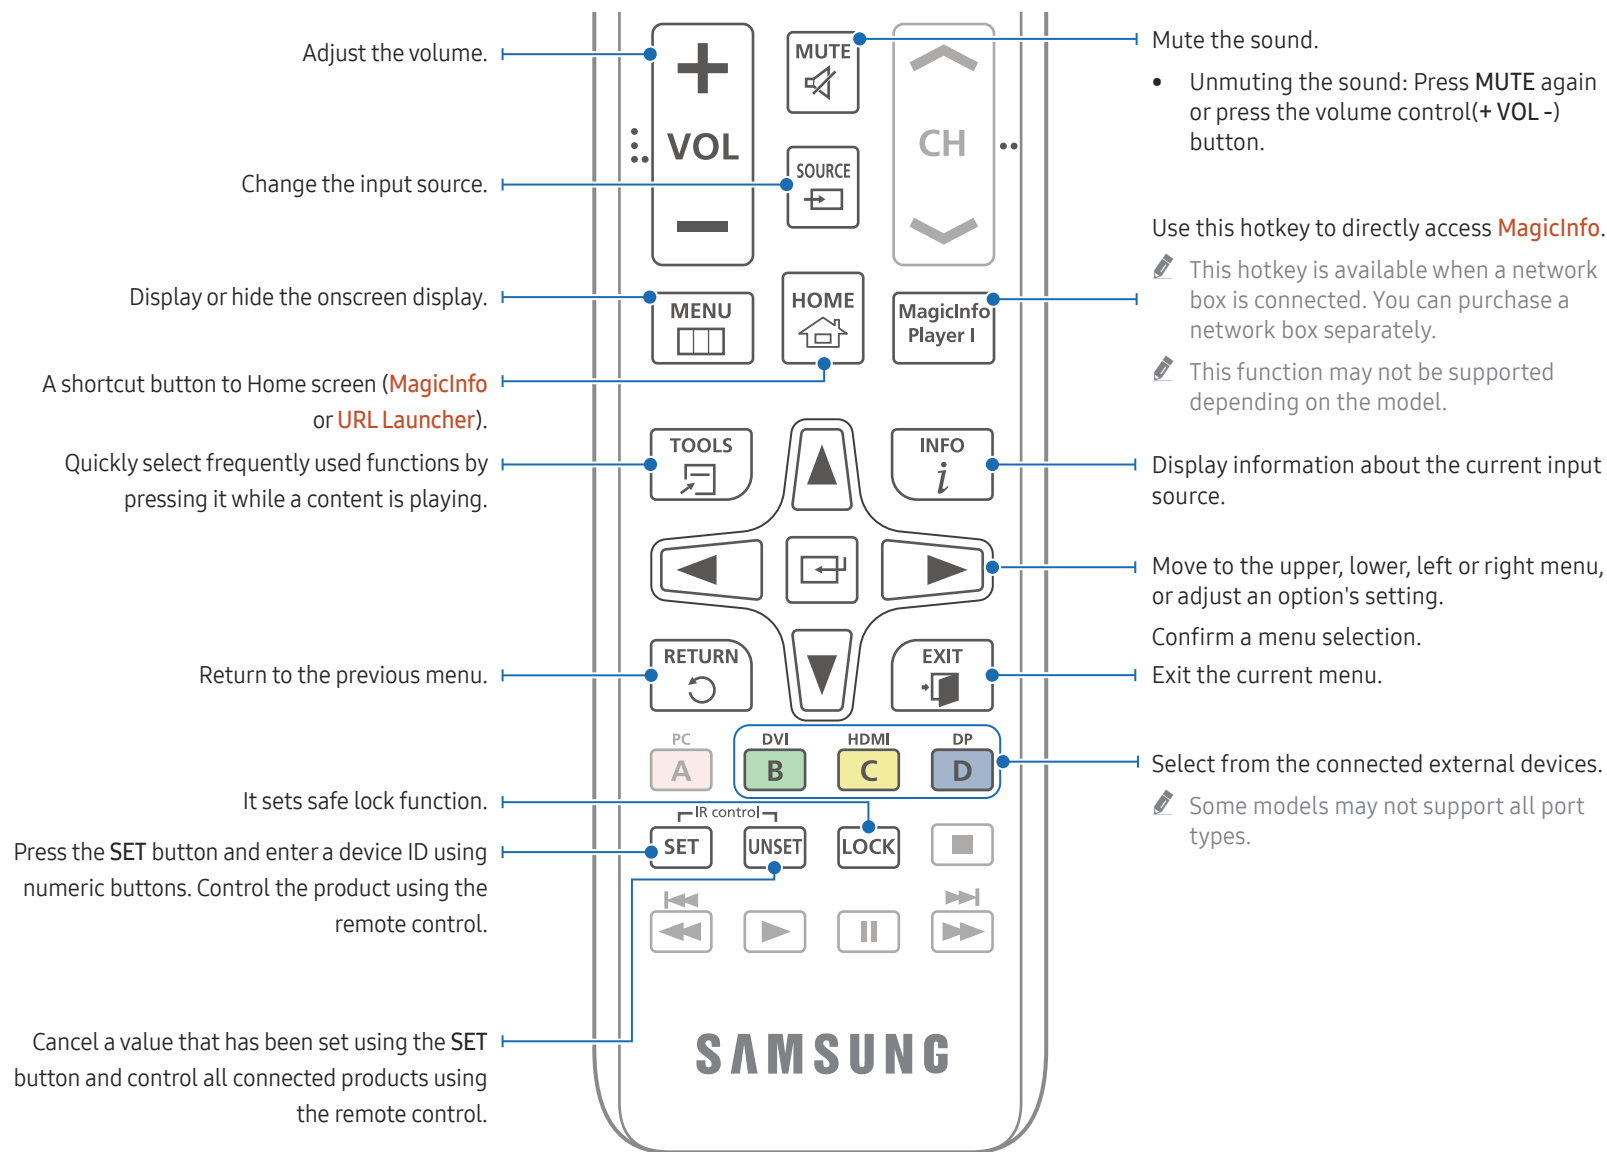 Adjust the volume.
Change the input source.
Display or hide the onscreen display.
A shortcut button to Home screen (MagicInfo
or URL Launcher).
Quickly select frequently used functions by
pressing it while a content is playing.
Return to the previous menu.
It sets safe lock function.
Press the SET button and enter a device ID using
numeric buttons. Control the product using the
remote control.
Cancel a value that has been set using the SET
button and control all connected products using
the remote control.
VOL
MUTE
CH
SOURCE
MENU
HOME
MagicInfo
Player I
TOOLS
INFO
i
RETURN
EXIT
PC
DVI
HDMI
DP
A
B
C
D
IR control
SET
UNSET
LOCK
SAMSUNG
Mute the sound.
• Unmuting the sound: Press MUTE again
or press the volume control(+ VOL -)
button.
Use this hotkey to directly access MagicInfo.
This hotkey is available when a network
box is connected. You can purchase a
network box separately.
This function may not be supported
depending on the model.
Display information about the current input
source.
Move to the upper, lower, left or right menu,
or adjust an option's setting.
Confirm a menu selection.
Exit the current menu.
Select from the connected external devices.
Some models may not support all port
types.